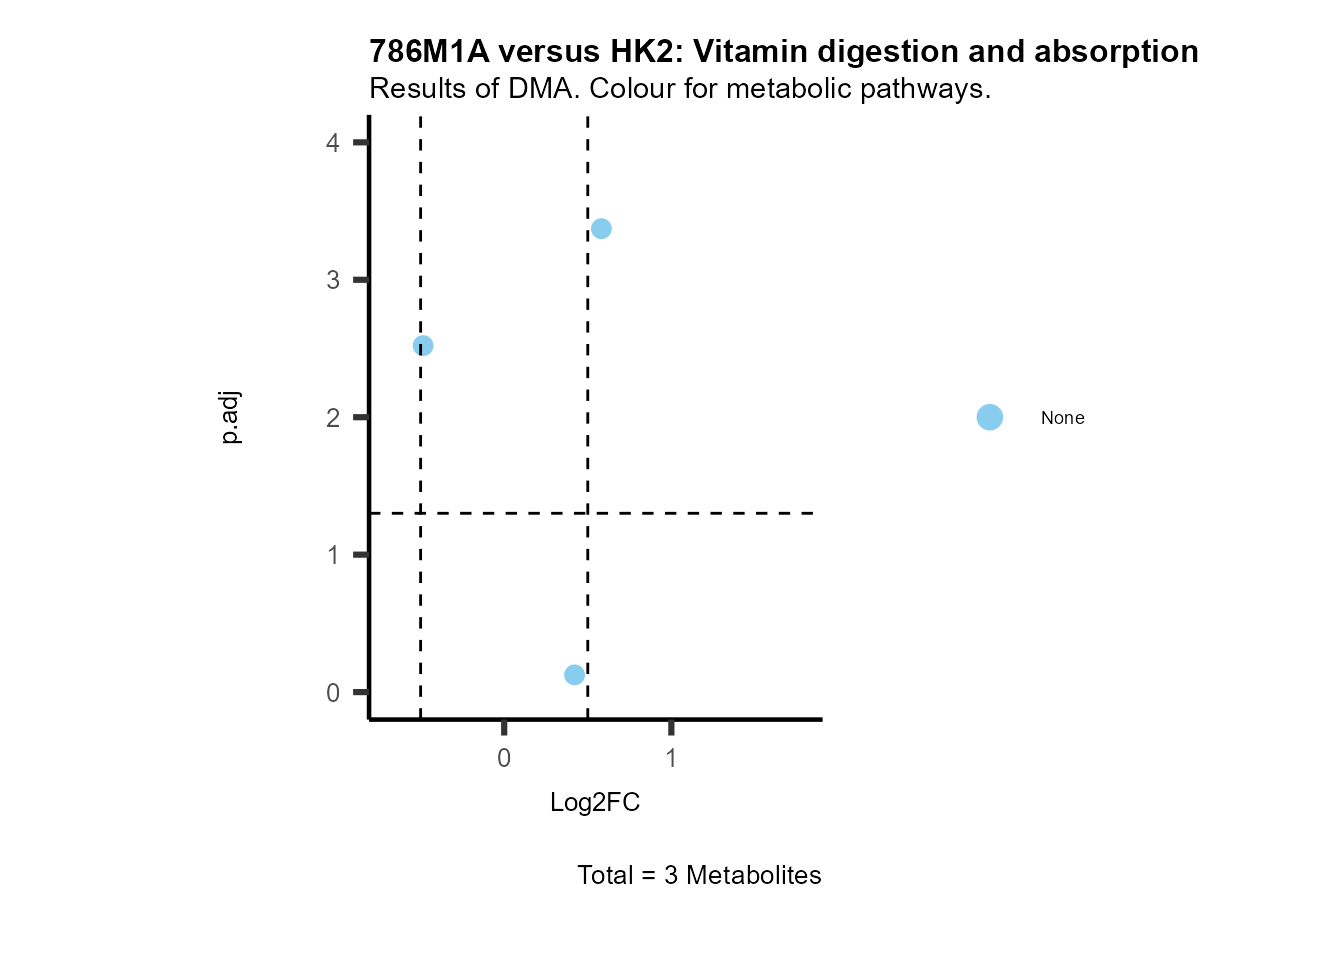 786M1A versus HK2: Vitamin digestion and absorption
Results of DMA. Colour for metabolic pathways.
4
3
2
1
0
p.adj
None
0 1
Log2FC
Total = 3 Metabolites